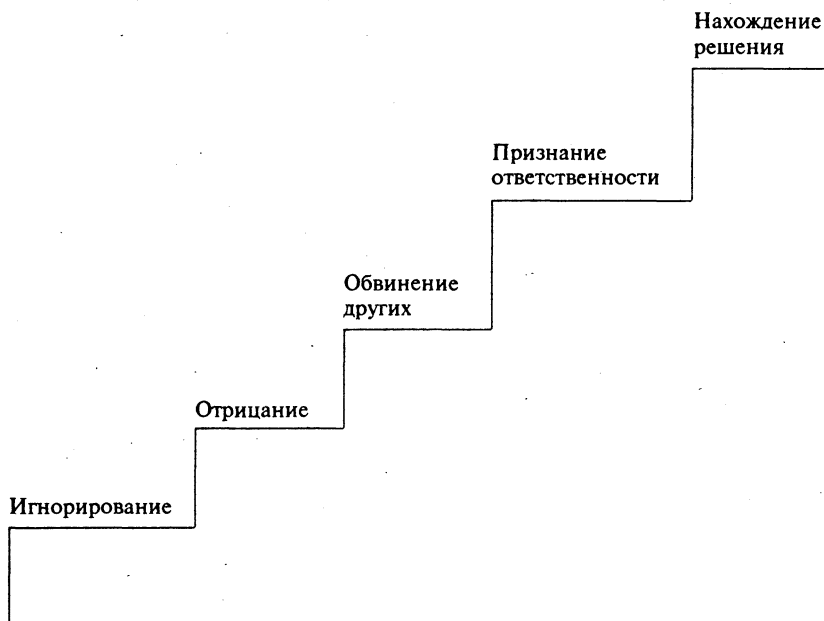 Нахождение
решения
Признание
ответственности
Обвинение
других
Отрицание
Игнорирование